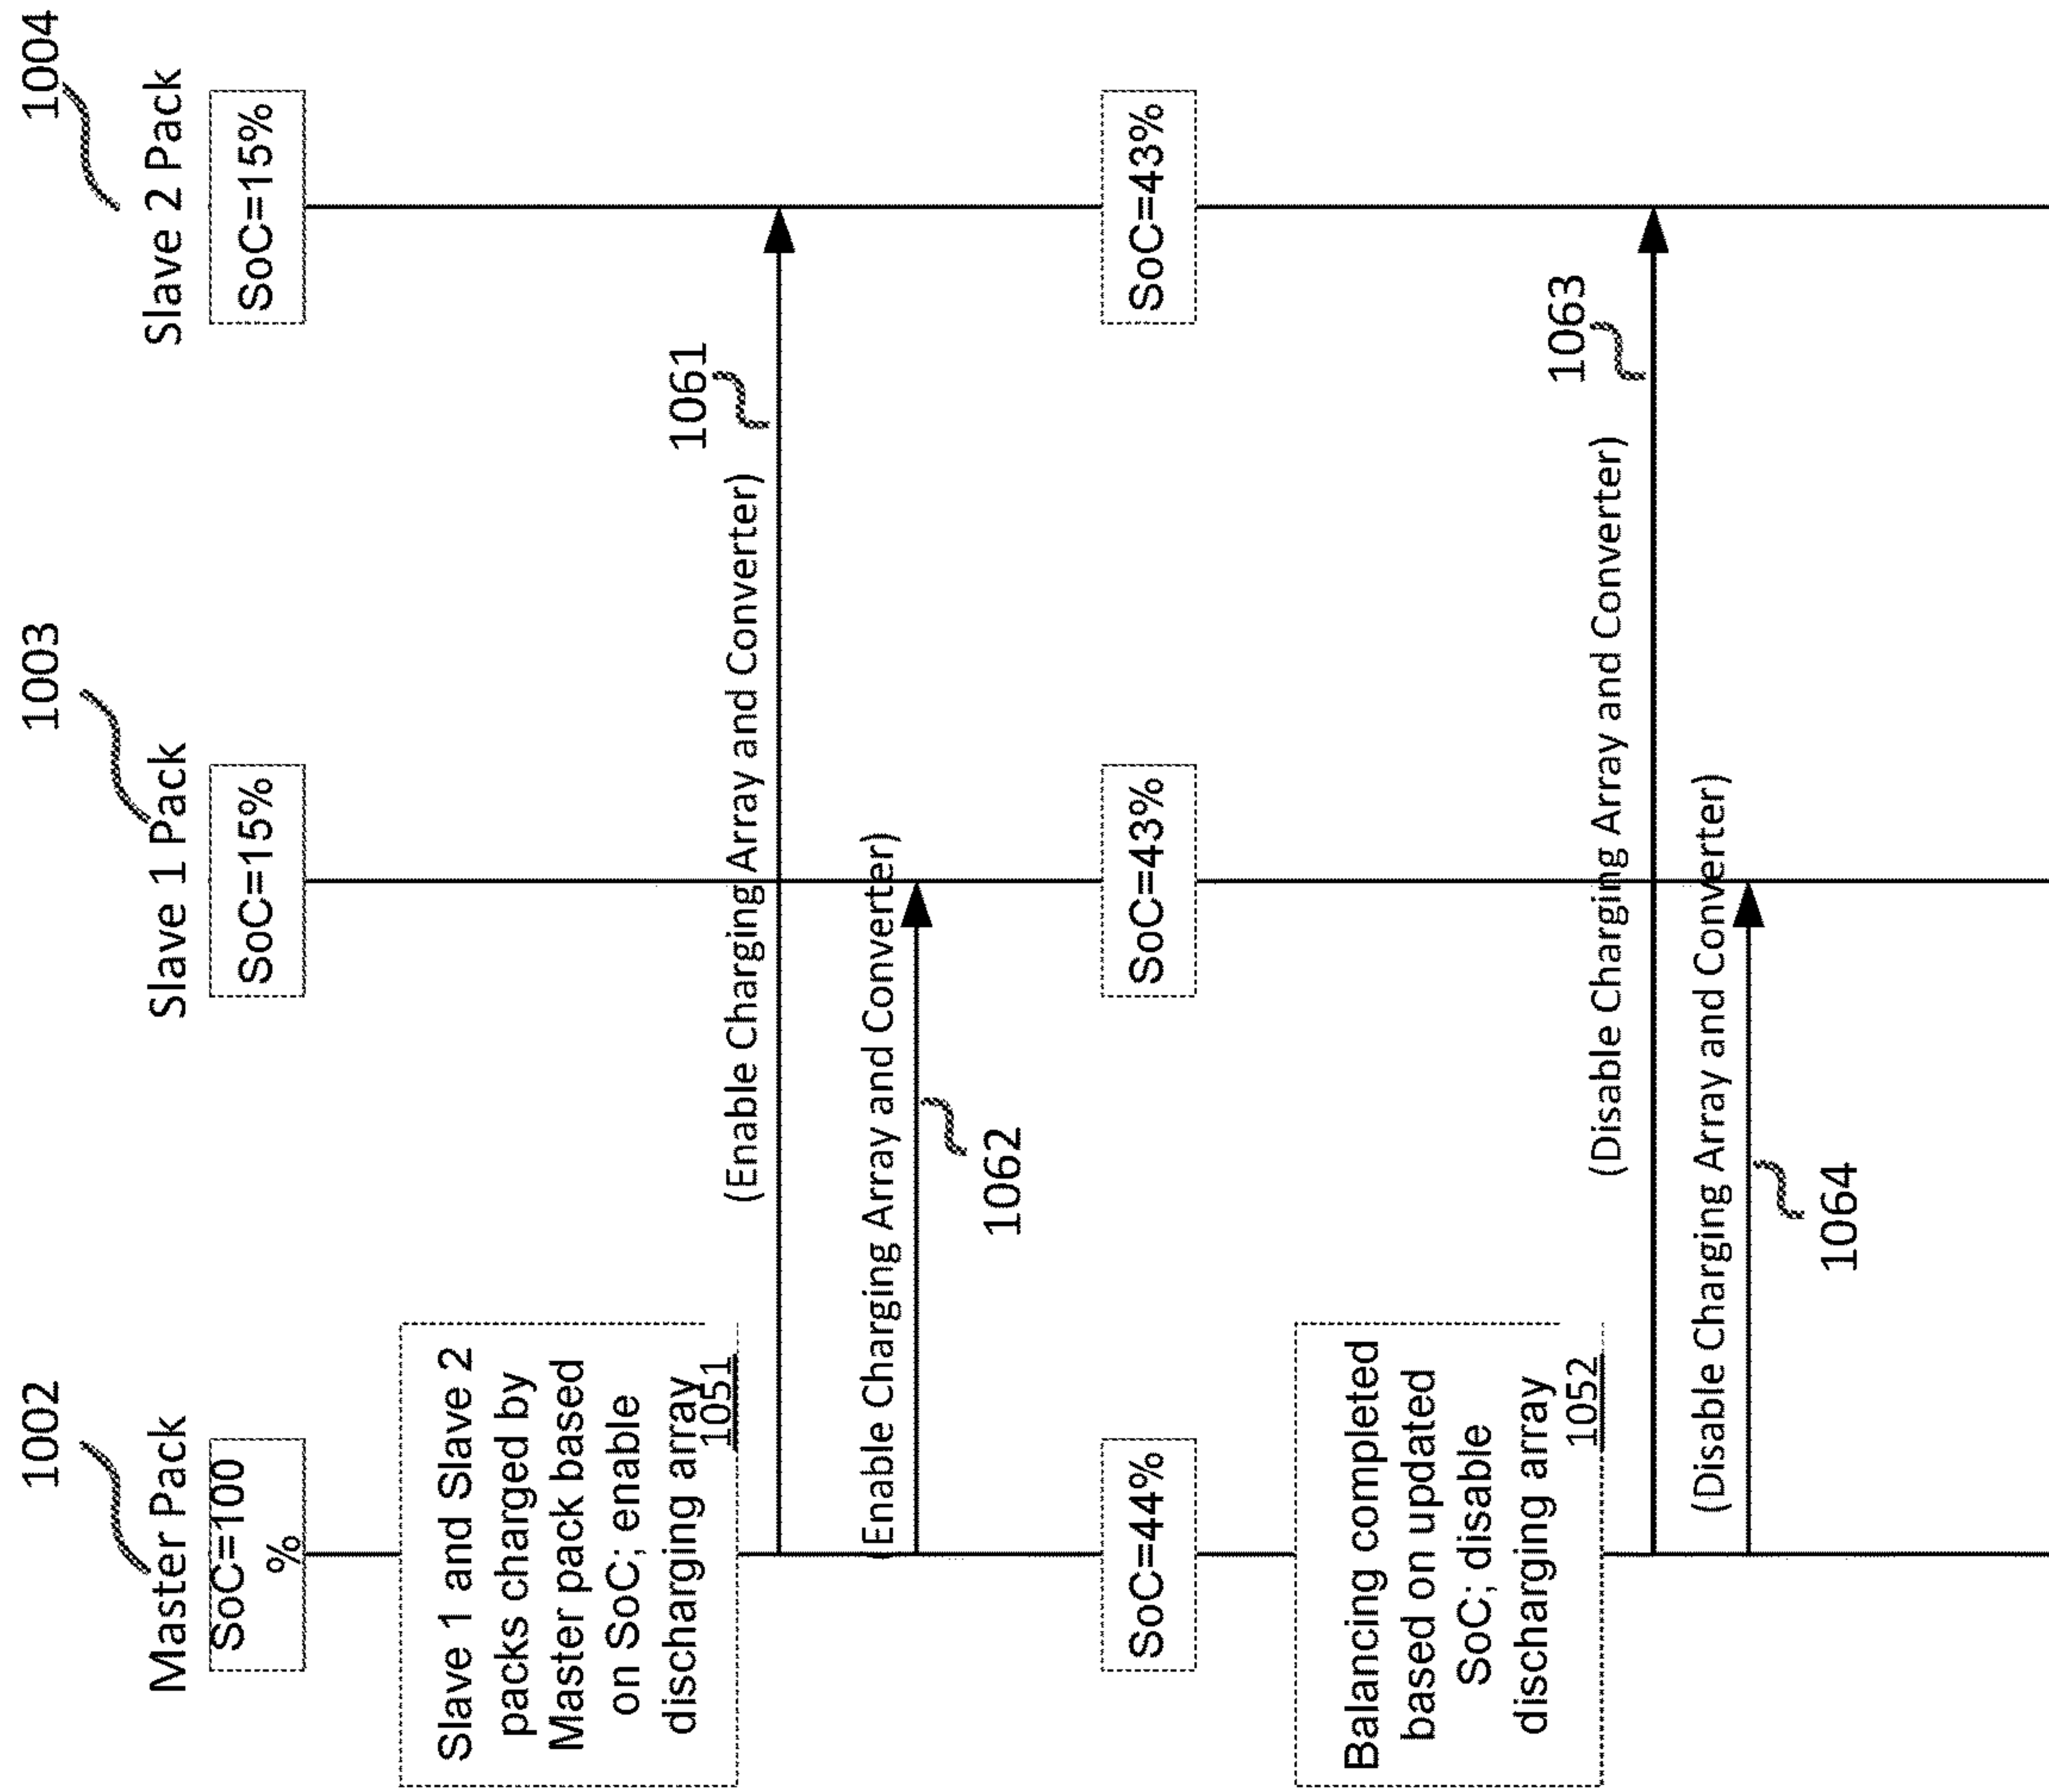 1002
1003
1004
Master Pack
Slave 1 Pack
Slave 2 Pack
SoC=100
%
SoC=15%
SoC=15%
Slave 1 and Slave 2
packs charged by
Master pack based
on SoC; enable
discharging array
1051
1061
(Enable Charging Array and Converter)
(Enable Charging Array and Converter)
1062
SoC=44%
SoC=43%
SoC=43%
Balancing completed
based on updated
SoC; disable
discharging array
1052
1063
(Disable Charging Array and Converter)
(Disable Charging Array and Converter)
1064